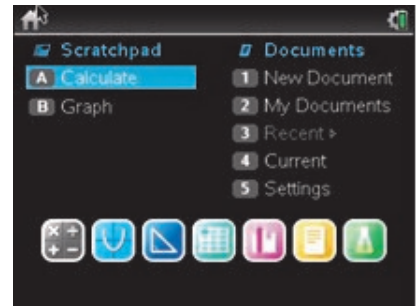 Scratchpad
A Calculate
B Graph
Documents
1 New Document
2 My Documents
3 Recent ▸
4 Current
5 Settings